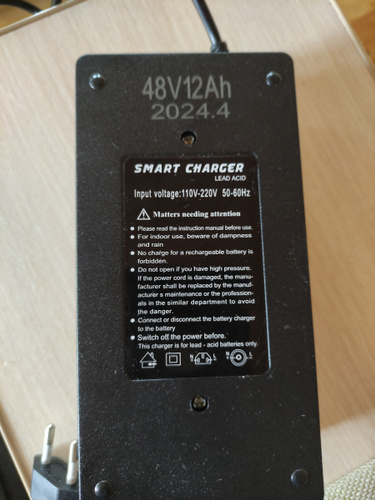 48V12Ah
2024.4
SMART CHARGER
LEAD ACID
Input voltage:110V-220V 50-60Hz
Matters needing attention
● Please read the instruction manual before use.
● For indoor use, beware of dampness
and rain
● No charge for a rechargeable battery is
forbidden.
● Do not open if you have high pressure.
If the power cord is damaged, the manu-
facturer shall be replaced by the manuf-
acturer s maintenance or the profession-
als in the similar department to avoid
the danger.
● Connect or disconnect the battery charger
to the battery
● Switch off the power before.
This charger is for lead - acid batteries only.